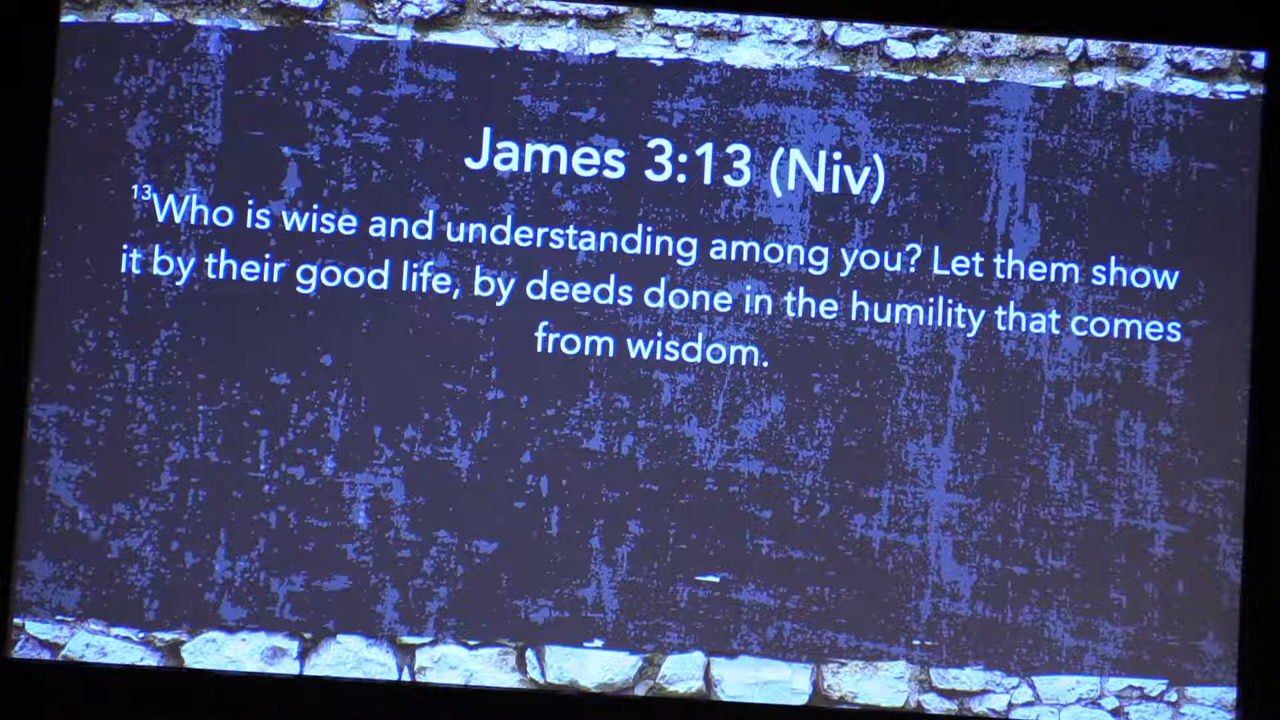 James 3:13 (Niv)
13Who is wise and understanding among you? Let them show
it by their good life, by deeds done in the humility that comes
from wisdom.